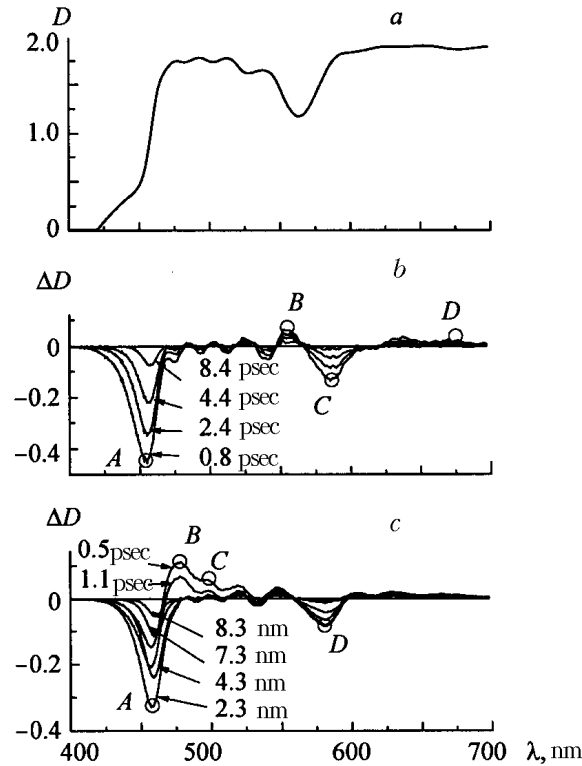 D
a
2.0
1.0
0
b
ΔD
B
D
0
−0.2
−0.4
8.4 psec
4.4 psec
2.4 psec
0.8 psec
C
A
c
ΔD
B
C
0.5 psec
1.1 psec
0
−0.2
−0.4
8.3 nm
7.3 nm
4.3 nm
2.3 nm
D
A
400 500 600 700 λ, nm